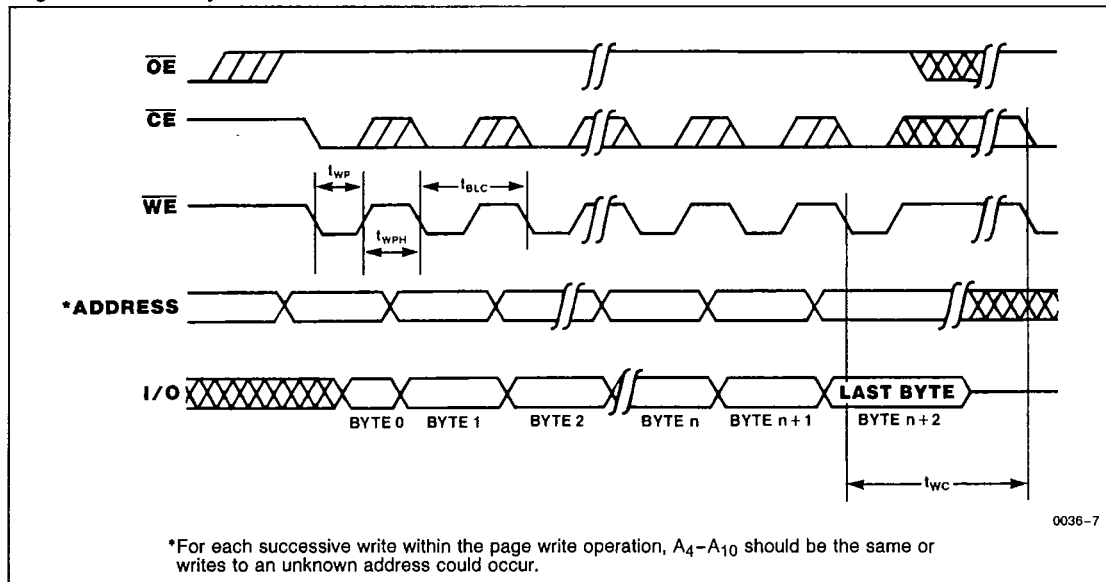 OE
CE
tWP
tBLC
WE
tWPH
*ADDRESS
I/O
LAST BYTE
BYTE 0 BYTE 1 BYTE 2 BYTE n BYTE n+1 BYTE n+2
tWC
0036-7
*For each successive write within the page write operation, A4–A10 should be the same or
writes to an unknown address could occur.